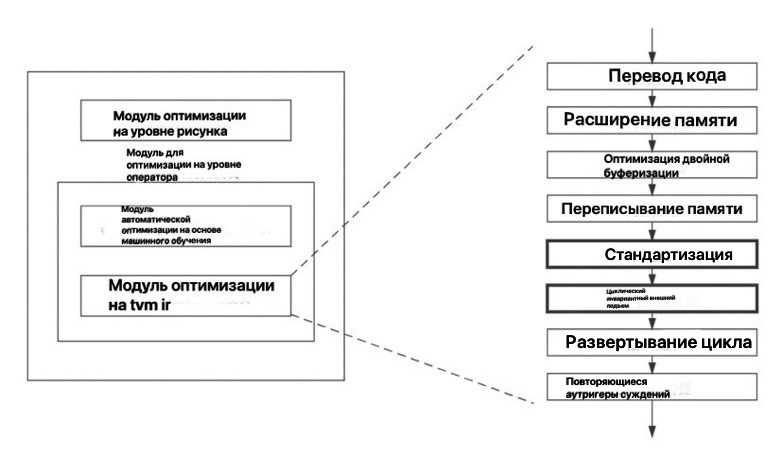 Модуль оптимизации
на уровне рисунка
Модуль для
оптимизации на уровне
оператора
Модуль
автоматической
оптимизации на основе
машинного обучения
Модуль оптимизации
на tvm ir
Перевод кода
Расширение памяти
Оптимизация двойной
буферизации
Переписывание памяти
Стандартизация
Циклический
инвариантный внешний
подъем
Развертывание цикла
Повторяющиеся
аутригеры суждений